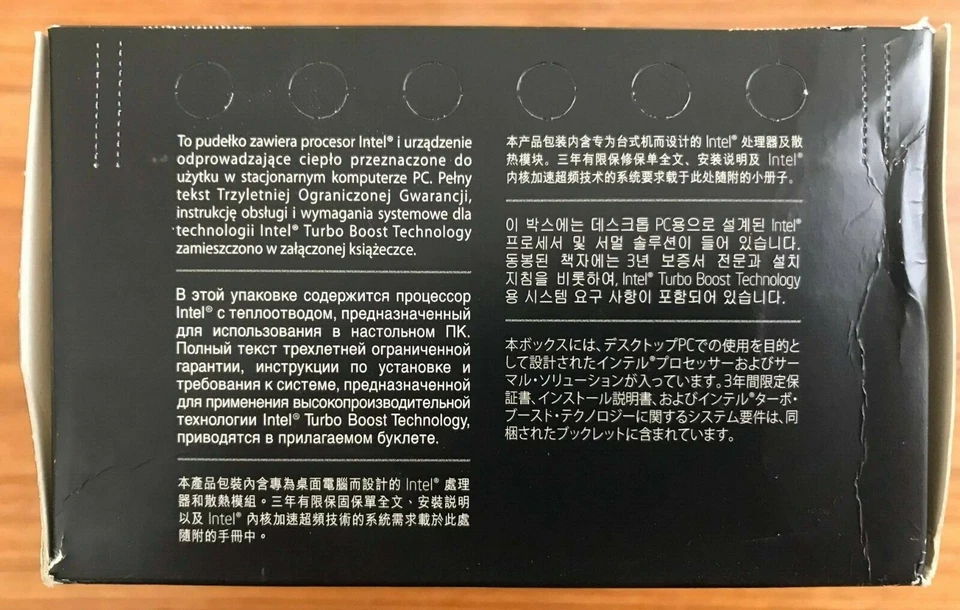 To pudełko zawiera procesor Intel® i urządzenie
odprowadzające ciepło przeznaczone do
użytku w stacjonarnym komputerze PC. Pełny
tekst Trzyletniej Ograniczonej Gwarancji,
instrukcję obsługi i wymagania systemowe dla
technologii Intel® Turbo Boost Technology
zamieszczono w załączonej książeczce.
В этой упаковке содержится процессор
Intel® с теплоотводом, предназначенный
для использования в настольном ПК.
Полный текст трехлетней ограниченной
гарантии, инструкции по установке и
требования к системе, предназначенной
для применения высокопроизводительной
технологии Intel® Turbo Boost Technology,
приводятся в прилагаемом буклете.
本產品包裝內含專為桌面電腦而設計的 Intel® 處理
器和散熱模組。三年有限保固保單全文、安裝說明
以及 Intel® 內核加速超頻技術的系統需求載於此處
隨附的手冊中。
本产品包装内含专为台式机而设计的 Intel® 处理器及散
热模块。三年有限保修保单全文、安装说明及 Intel®
内核加速超频技术的系统要求载于此处随附的小册子。
이 박스에는 데스크톱 PC용으로 설계된 Intel®
프로세서 및 서멀 솔루션이 들어 있습니다.
동봉된 책자에는 3년 보증서 전문과 설치
지침을 비롯하여, Intel® Turbo Boost Technology
용 시스템 요구 사항이 포함되어 있습니다.
本ボックスには、デスクトップPCでの使用を目的と
して設計されたインテル®プロセッサーおよびサー
マル・ソリューションが入っています。3年間限定保
証書、インストール説明書、およびインテル®ターボ・
ブースト・テクノロジーに関するシステム要件は、同
梱されたブックレットに含まれています。